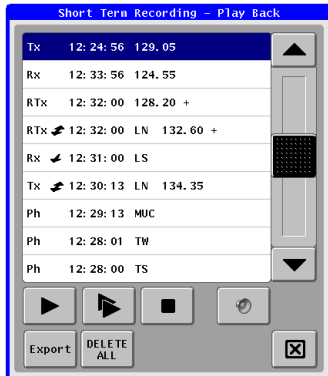 Short Term Recording - Play Back
Tx 12:24:56 129.05
Rx 12:33:56 124.55
RTx 12:32:00 128.20 +
RTx 12:32:00 LN 132.60 +
Rx 12:31:00 LS
Tx 12:30:13 LN 134.35
Ph 12:29:13 MUC
Ph 12:28:01 TW
Ph 12:28:00 TS
Export
DELETE
ALL